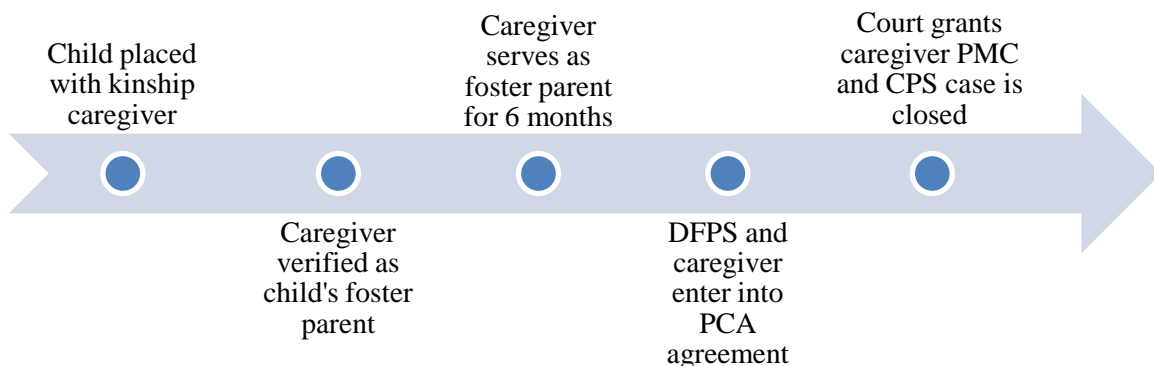 Child placed
with kinship
caregiver
Caregiver
verified as
child's foster
parent
Caregiver
serves as
foster parent
for 6 months
DFPS and
caregiver
enter into
PCA
agreement
Court grants
caregiver PMC
and CPS case is
closed